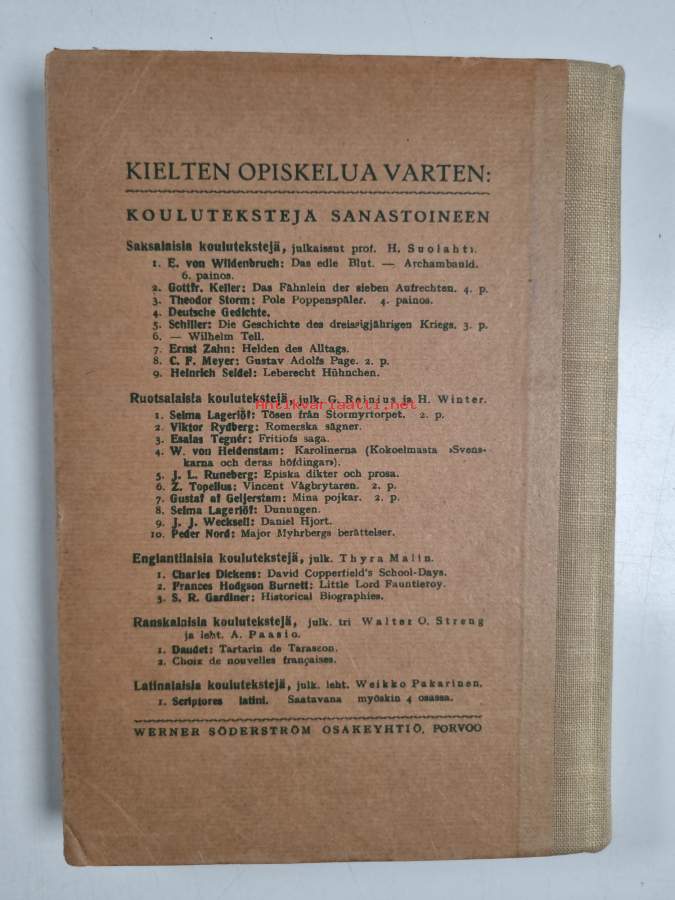 KIELTEN OPISKELUA VARTEN:
KOULUTEKSTEJA SANASTOINEEN
Saksalaisia koulutekstejä, julkaissut prof. H. Suolahti.
1. E. von Wildenbruch: Das edle Blut. — Archambauld.
6. painos.
2. Gottfr. Keller: Das Fähnlein der sieben Aufrechten. 4. p.
3. Theodor Storm: Pole Poppenspäler. 4. painos.
4. Deutsche Gedichte.
5. Schiller: Die Geschichte des dreissigjährigen Kriegs. 3. p.
6. — Wilhelm Tell.
7. Ernst Zahn: Helden des Alltags.
8. C. F. Meyer: Gustav Adolfs Page. 2. p.
9. Heinrich Seidel: Leberecht Hühnchen.
Ruotsalaisia koulutekstejä, julk. G. Reinius ja H. Winter.
antikvariaatti.net
1. Selma Lagerlöf: Tösen från Stormyrtorpet. 2. p.
2. Viktor Rydberg: Romerska sägner.
3. Esaias Tegnér: Fritiofs saga.
4. W. von Heidenstam: Karolinerna (Kokoelmasta »Svens-
karna och deras höfdingar»).
5. J. L. Runeberg: Episka dikter och prosa.
6. Z. Topelius: Vincent Vågbrytaren. 2. p.
7. Gustaf af Geijerstam: Mina pojkar. 2. p.
8. Selma Lagerlöf: Dunungen.
9. J. J. Wecksell: Daniel Hjort.
10. Peder Nord: Major Myhrbergs berättelser.
Englantilaisia koulutekstejä, julk. Thyra Malin.
1. Charles Dickens: David Copperfield's School-Days.
2. Frances Hodgson Burnett: Little Lord Fauntleroy.
3. S. R. Gardiner: Historical Biographies.
Ranskalaisia koulutekstejä, julk. tri Walter O. Streng
ja leht. A. Paasio.
1. Daudet: Tartarin de Tarascon.
2. Choix de nouvelles françaises.
Latinalaisia koulutekstejä, julk. leht. Weikko Pakarinen.
1. Scriptores latini. Saatavana myöskin 4 osassa.
WERNER SÖDERSTRÖM OSAKEYHTIÖ, PORVOO